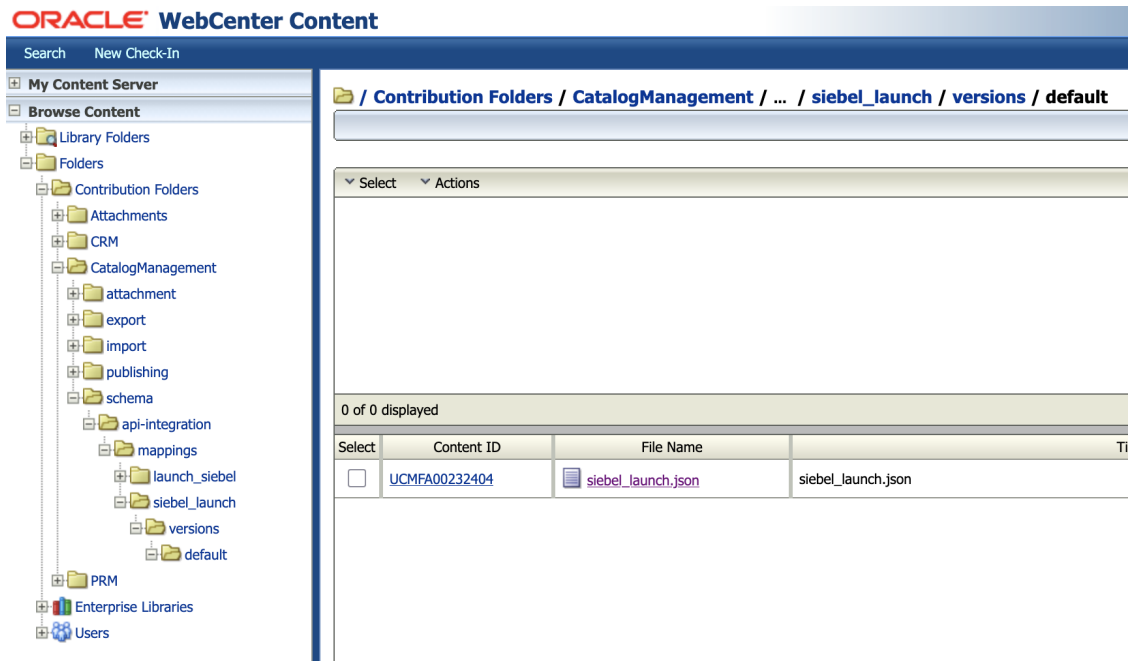 ORACLE WebCenter Content
Search New Check-In
My Content Server
Browse Content
Library Folders
Folders
Contribution Folders
Attachments
CRM
CatalogManagement
attachment
export
import
publishing
schema
api-integration
mappings
launch_siebel
siebel_launch
versions
default
PRM
Enterprise Libraries
Users
/ Contribution Folders / CatalogManagement / ... / siebel_launch / versions / default
Select Actions
0 of 0 displayed
Select Content ID File Name
UCMFA00232404 siebel_launch.json siebel_launch.json